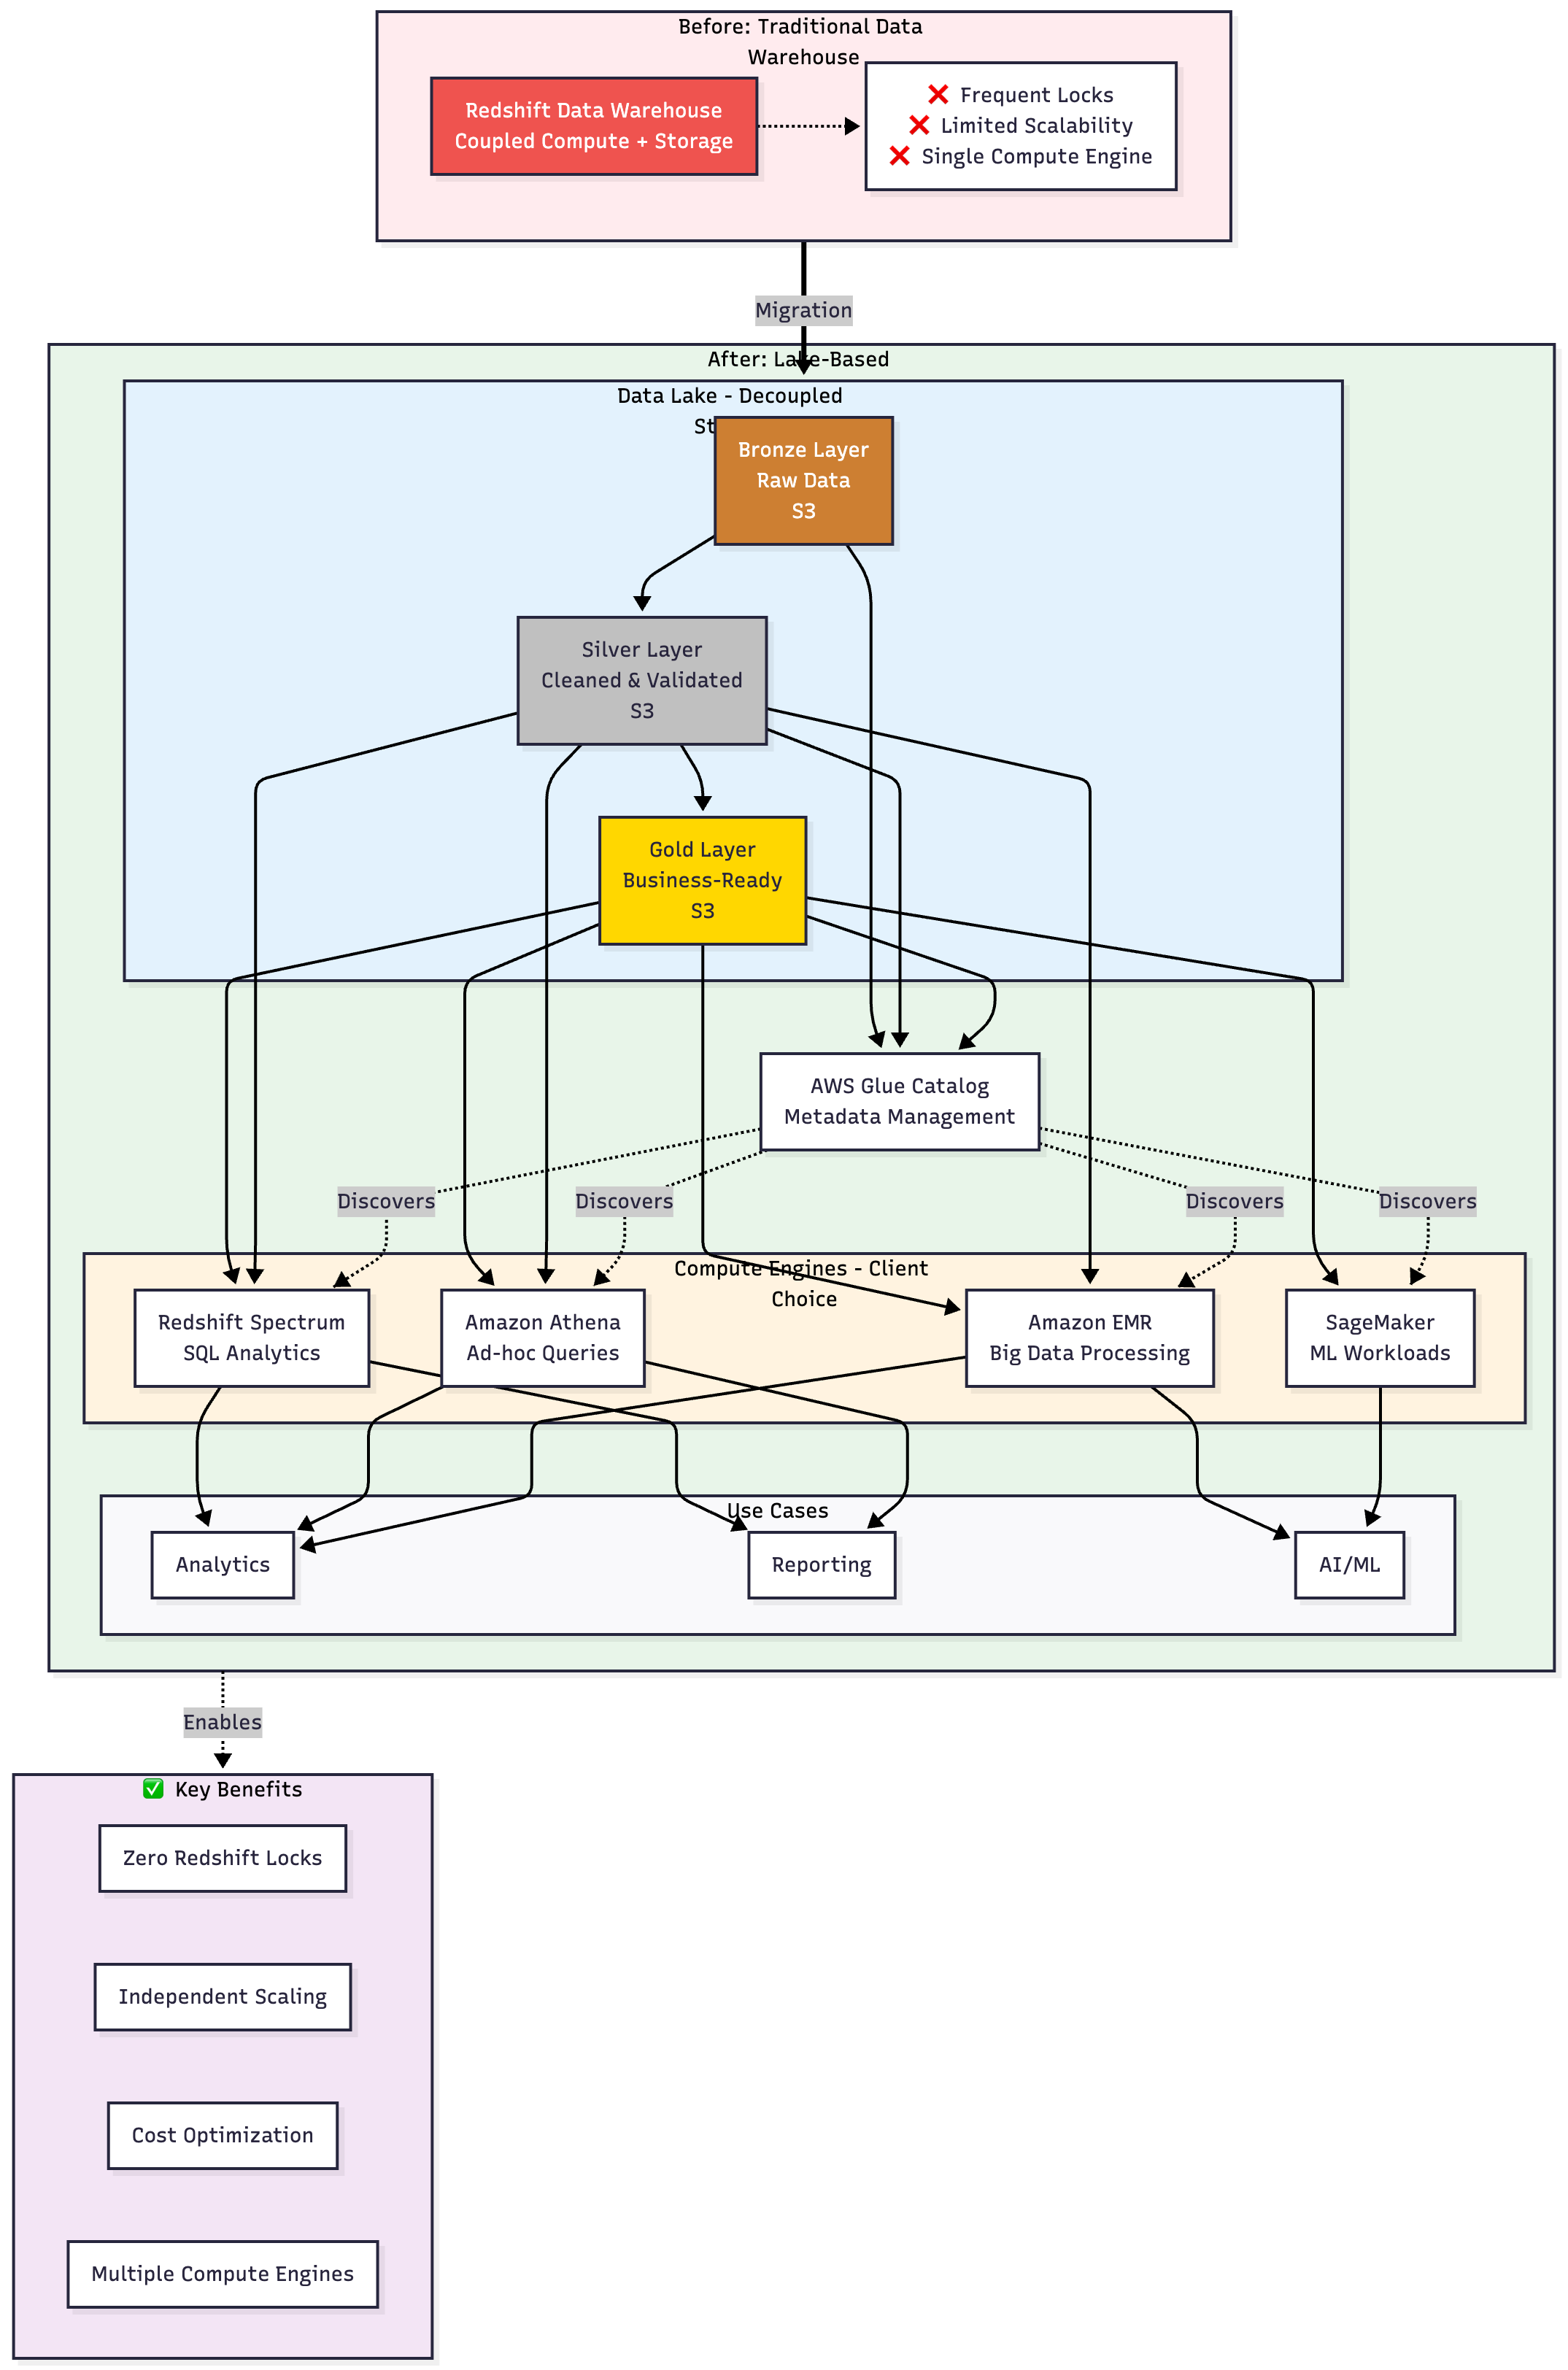 Before: Traditional Data
Warehouse
Redshift Data Warehouse
Coupled Compute + Storage
❌ Frequent Locks
❌ Limited Scalability
❌ Single Compute Engine
Migration
After: Lake-Based
Data Lake - Decoupled
St
Bronze Layer
Raw Data
S3
Silver Layer
Cleaned & Validated
S3
Gold Layer
Business-Ready
S3
AWS Glue Catalog
Metadata Management
Discovers
Discovers
Discovers
Discovers
Compute Engines - Client
Choice
Redshift Spectrum
SQL Analytics
Amazon Athena
Ad-hoc Queries
Amazon EMR
Big Data Processing
SageMaker
ML Workloads
Use Cases
Analytics
Reporting
AI/ML
Enables
✅ Key Benefits
Zero Redshift Locks
Independent Scaling
Cost Optimization
Multiple Compute Engines